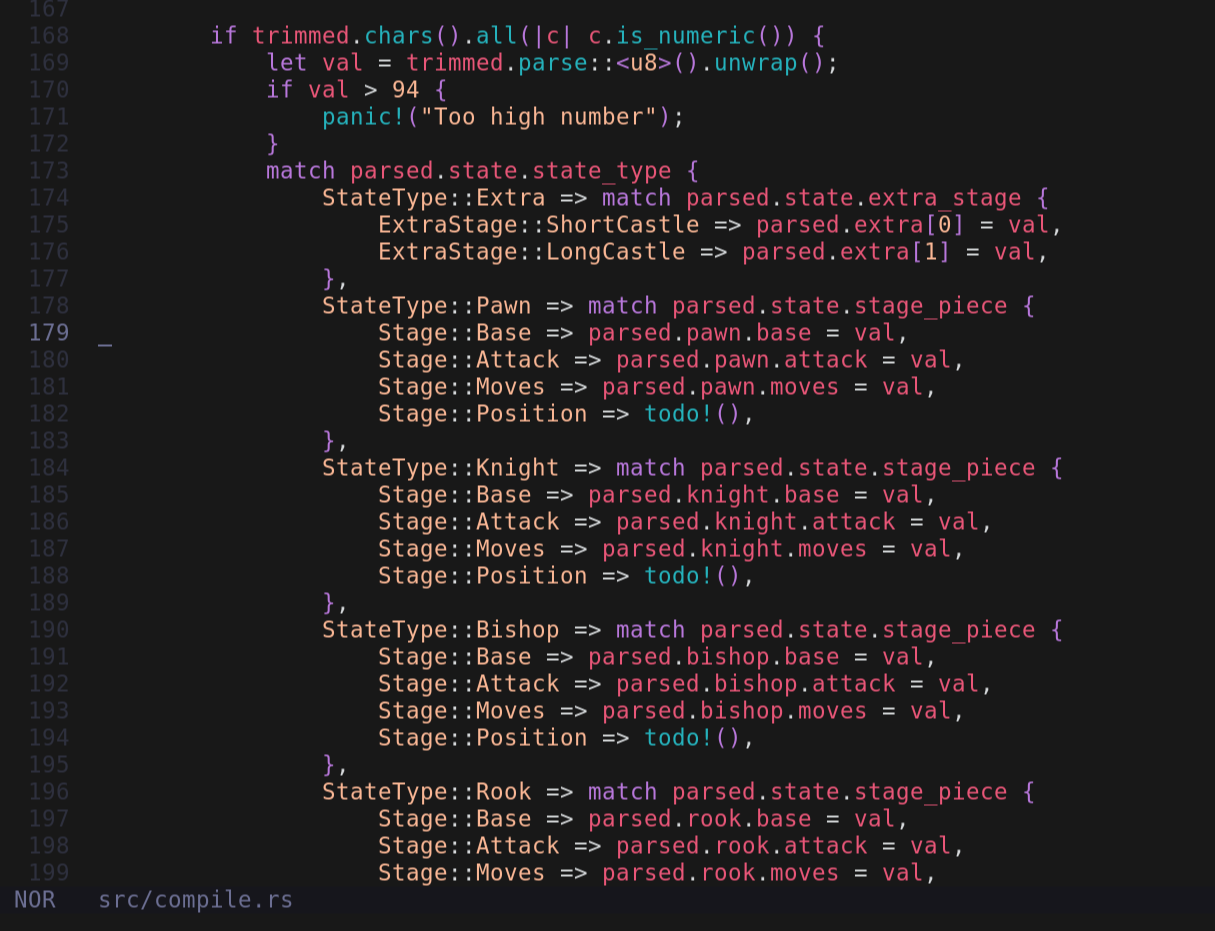 167
168 if trimmed.chars().all(|c| c.is_numeric()) {
169 let val = trimmed.parse::<u8>().unwrap();
170 if val > 94 {
171 panic!("Too high number");
172 }
173 match parsed.state.state_type {
174 StateType::Extra => match parsed.state.extra_stage {
175 ExtraStage::ShortCastle => parsed.extra[0] = val,
176 ExtraStage::LongCastle => parsed.extra[1] = val,
177 },
178 StateType::Pawn => match parsed.state.stage_piece {
179 Stage::Base => parsed.pawn.base = val,
180 Stage::Attack => parsed.pawn.attack = val,
181 Stage::Moves => parsed.pawn.moves = val,
182 Stage::Position => todo!(),
183 },
184 StateType::Knight => match parsed.state.stage_piece {
185 Stage::Base => parsed.knight.base = val,
186 Stage::Attack => parsed.knight.attack = val,
187 Stage::Moves => parsed.knight.moves = val,
188 Stage::Position => todo!(),
189 },
190 StateType::Bishop => match parsed.state.stage_piece {
191 Stage::Base => parsed.bishop.base = val,
192 Stage::Attack => parsed.bishop.attack = val,
193 Stage::Moves => parsed.bishop.moves = val,
194 Stage::Position => todo!(),
195 },
196 StateType::Rook => match parsed.state.stage_piece {
197 Stage::Base => parsed.rook.base = val,
198 Stage::Attack => parsed.rook.attack = val,
199 Stage::Moves => parsed.rook.moves = val,
NOR src/compile.rs